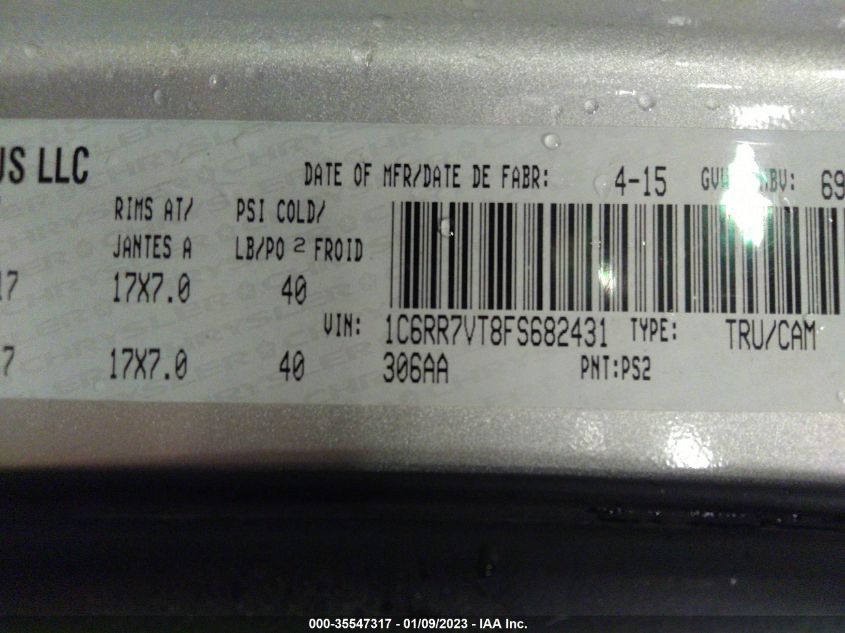 US LLC
DATE OF MFR/DATE DE FABR: 4-15
RIMS AT/ PSI COLD/
JANTES A LB/PO 2 FROID
17X7.0 40
VIN: 1C6RR7VT8FS682431 TYPE: TRU/CAM
7 17X7.0 40 306AA PNT:PS2
000-35547317 - 01/09/2023 - IAA Inc.